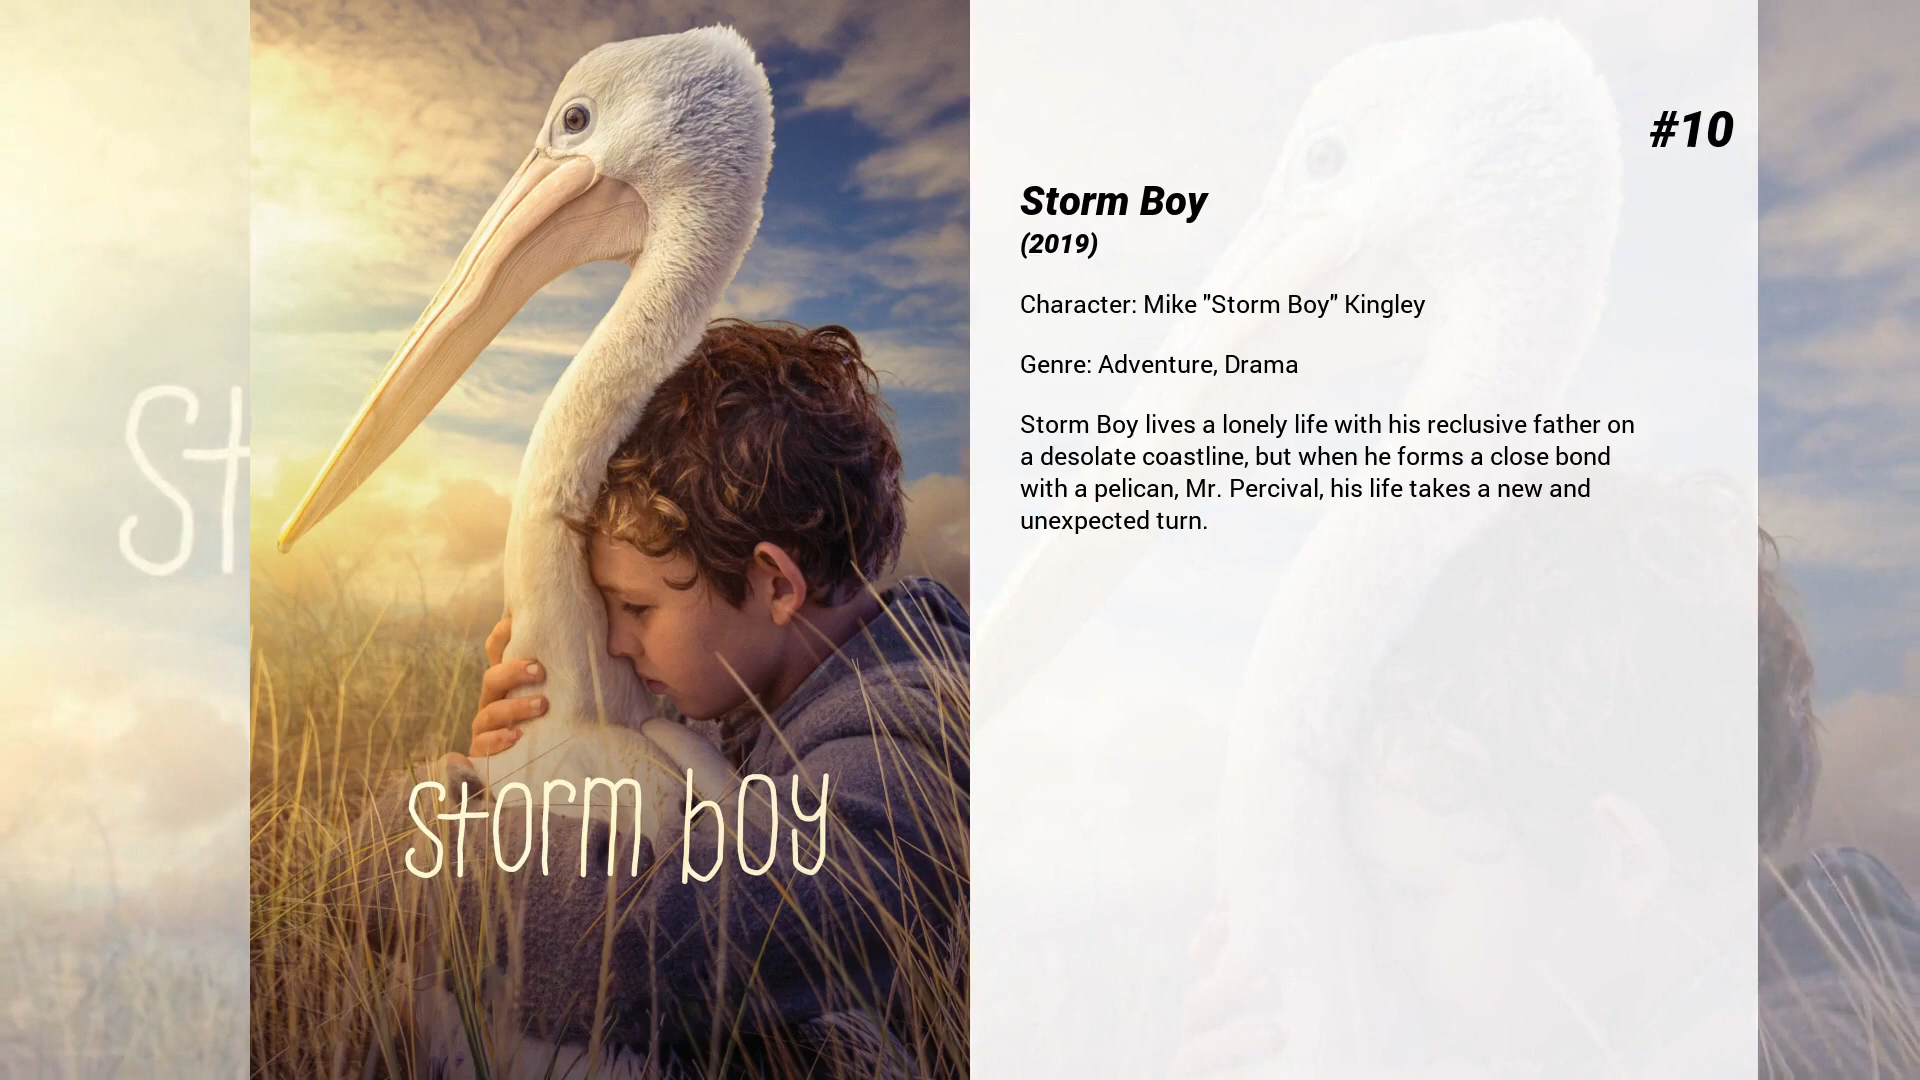 St
storm boy
#10
Storm Boy
(2019)
Character: Mike "Storm Boy" Kingley
Genre: Adventure, Drama
Storm Boy lives a lonely life with his reclusive father on
a desolate coastline, but when he forms a close bond
with a pelican, Mr. Percival, his life takes a new and
unexpected turn.